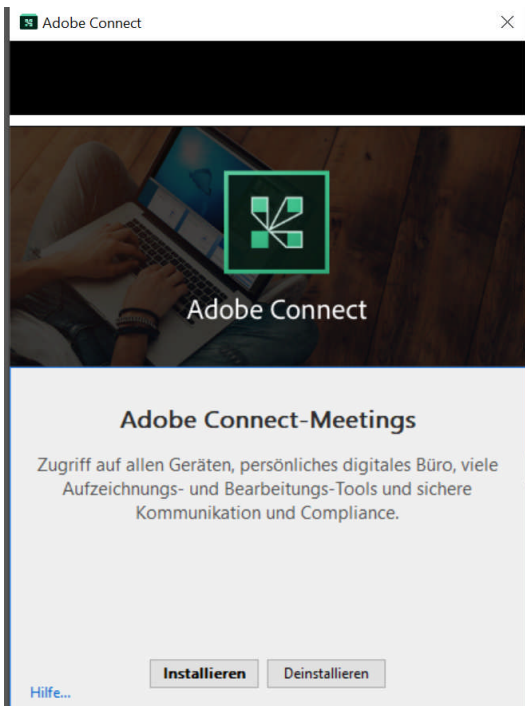 Adobe Connect
Adobe Connect
Adobe Connect-Meetings
Zugriff auf allen Geräten, persönliches digitales Büro, viele
Aufzeichnungs- und Bearbeitungs-Tools und sichere
Kommunikation und Compliance.
Installieren Deinstallieren
Hilfe...